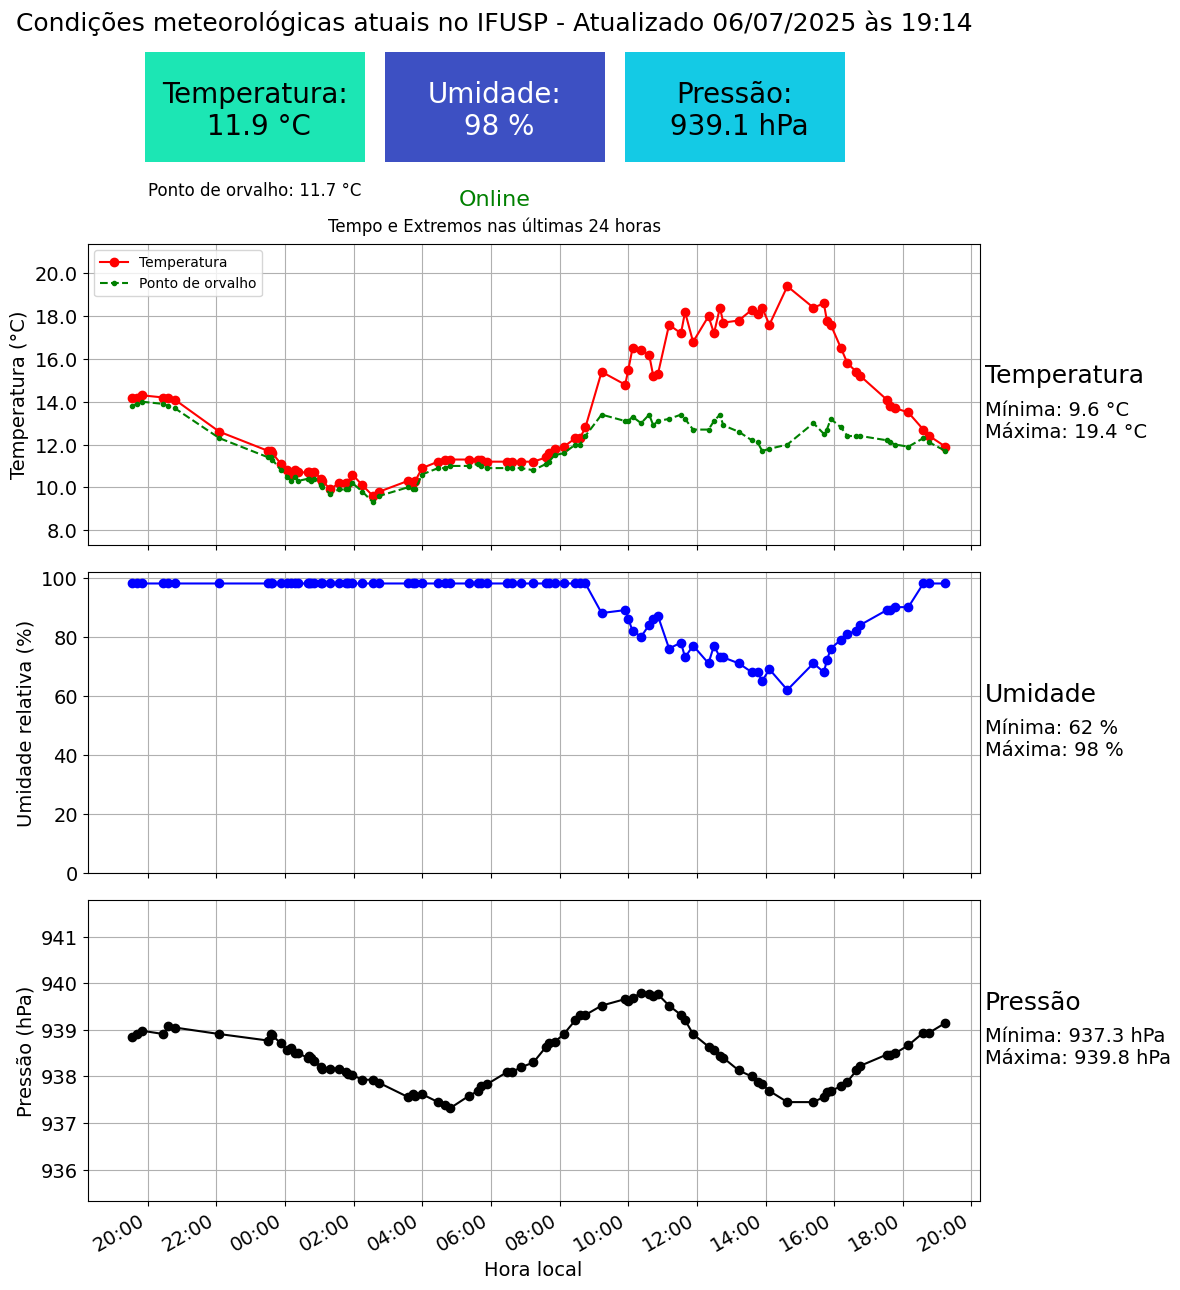 Condições meteorológicas atuais no IFUSP - Atualizado 06/07/2025 às 19:14
Temperatura:
11.9 °C
Umidade:
98 %
Pressão:
939.1 hPa
Ponto de orvalho: 11.7 °C
Online
Tempo e Extremos nas últimas 24 horas
Temperatura
Ponto de orvalho
Temperatura (°C)
20.0
18.0
16.0
14.0
12.0
10.0
8.0
Temperatura
Mínima: 9.6 °C
Máxima: 19.4 °C
Umidade relativa (%)
100
80
60
40
20
0
Umidade
Mínima: 62 %
Máxima: 98 %
Pressão (hPa)
941
940
939
938
937
936
Pressão
Mínima: 937.3 hPa
Máxima: 939.8 hPa
20:00 22:00 00:00 02:00 04:00 06:00 08:00 10:00 12:00 14:00 16:00 18:00 20:00
Hora local